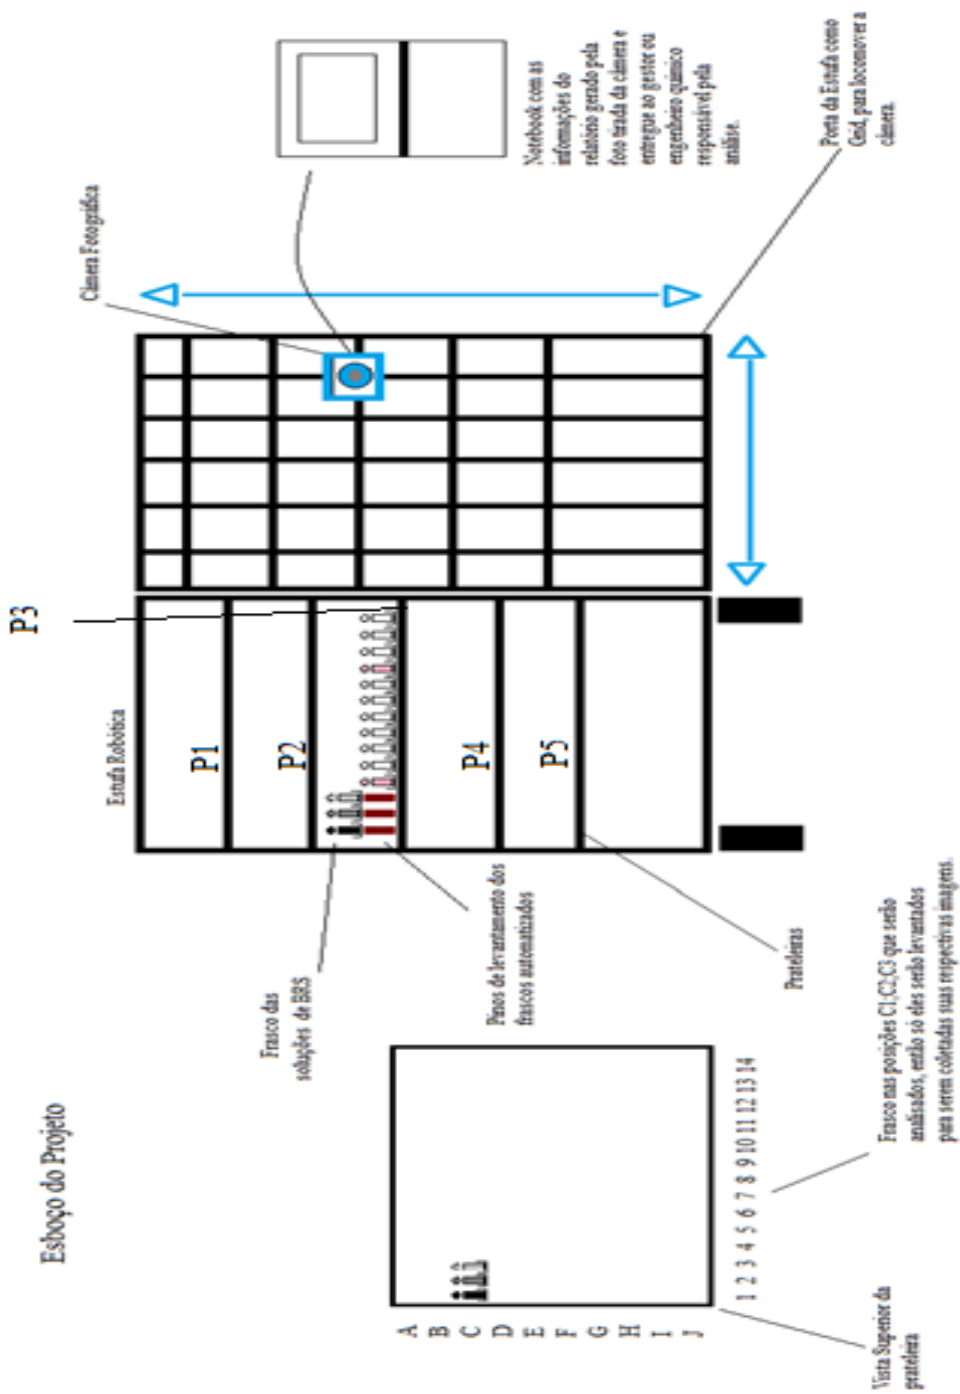 Esboço do Projeto
Estufa Robótica
P3
Câmera Fotográfica
P1
P2
P4
P5
Frasco das
soluções de BRS
Pinos de levantamento dos
frascos automatizados
Prateleiras
Notebook com as
informações do
relatório gerado pela
foto tirada da câmera e
entregue ao gestor ou
engenheiro químico
responsável pela
análise.
Porta da Estufa como
Grid, para locomover a
câmera.
A
B
C
D
E
F
G
H
I
J
1 2 3 4 5 6 7 8 9 10 11 12 13 14
Vista Superior da
prateleira
Frasco nas posições C1;C2;C3 que serão
analisados, então só eles serão levantados
para serem coletadas suas respectivas imagens.